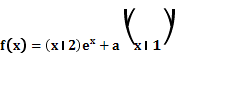 f(x) = (x⏐2)eˣ + a(x⏐1)